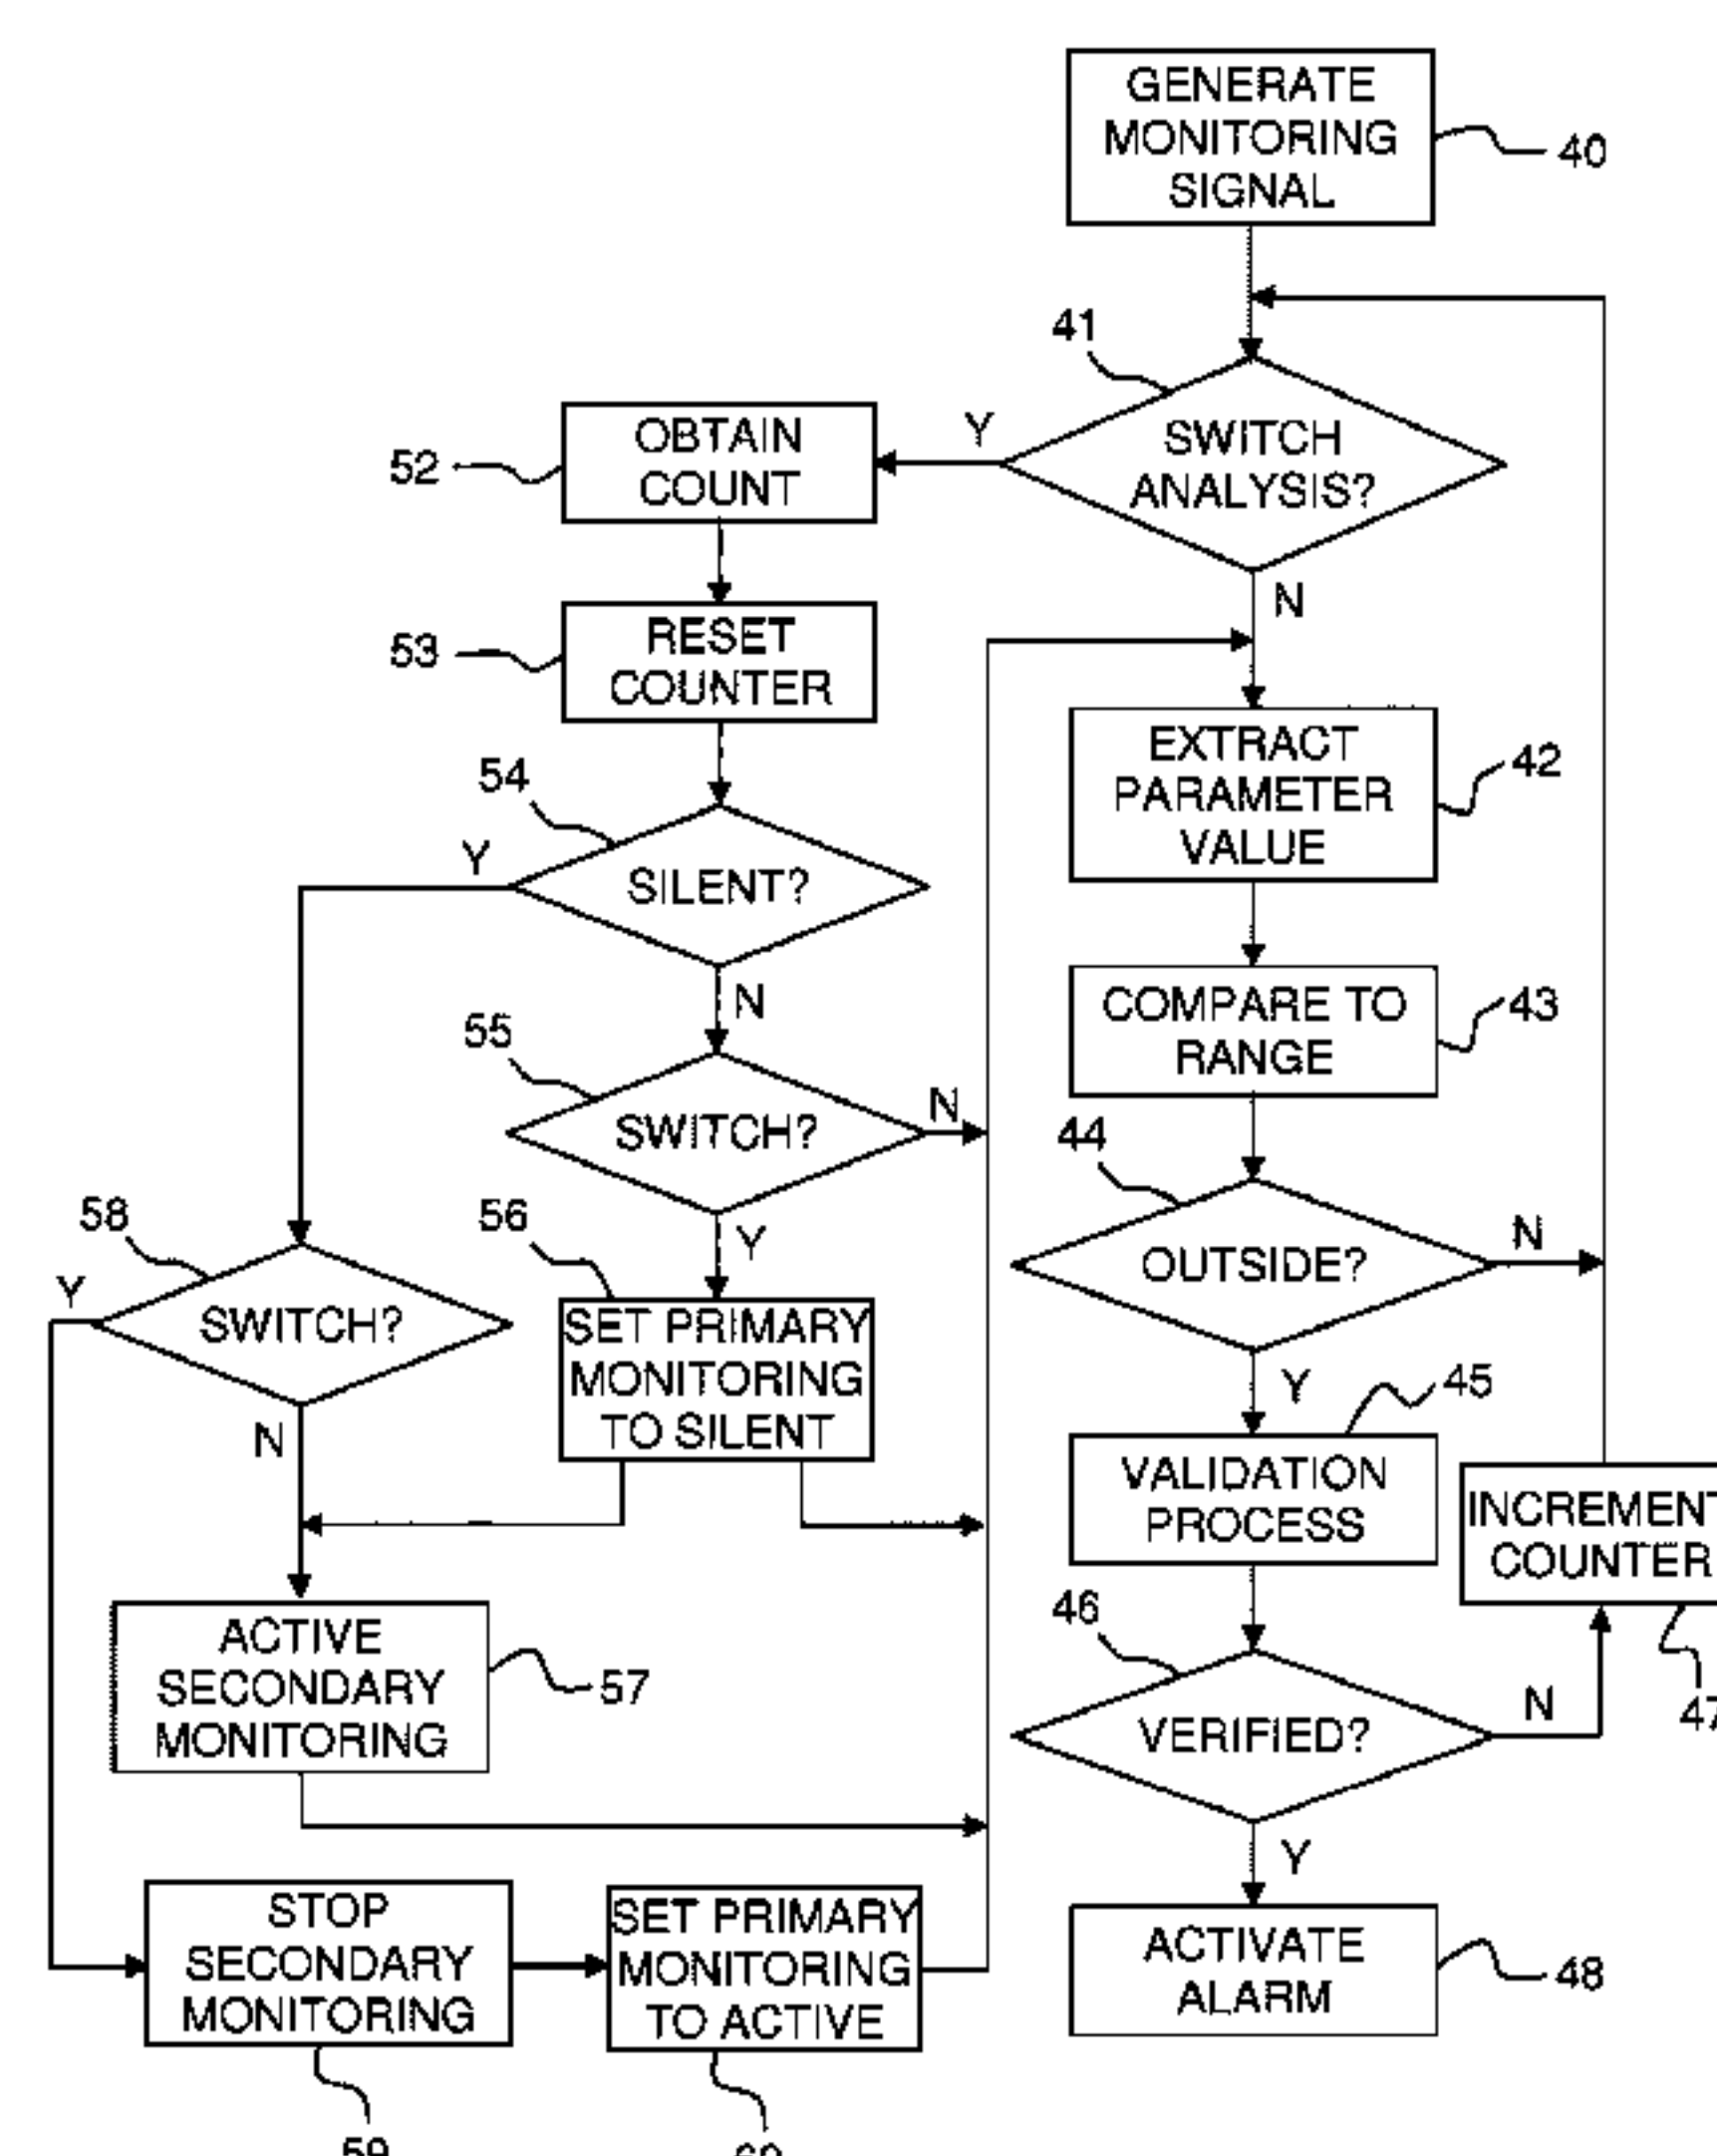 GENERATE
MONITORING
SIGNAL
40
41
SWITCH
ANALYSIS?
Y
N
OBTAIN
COUNT
52
RESET
COUNTER
53
54
SILENT?
Y
N
55
SWITCH?
N
Y
56
SET PRIMARY
MONITORING
TO SILENT
58
SWITCH?
Y
N
ACTIVE
SECONDARY
MONITORING
57
STOP
SECONDARY
MONITORING
59
SET PRIMARY
MONITORING
TO ACTIVE
EXTRACT
PARAMETER
VALUE
42
COMPARE TO
RANGE
43
44
OUTSIDE?
N
Y
45
VALIDATION
PROCESS
INCREMENT
COUNTER
47
46
VERIFIED?
N
Y
ACTIVATE
ALARM
48